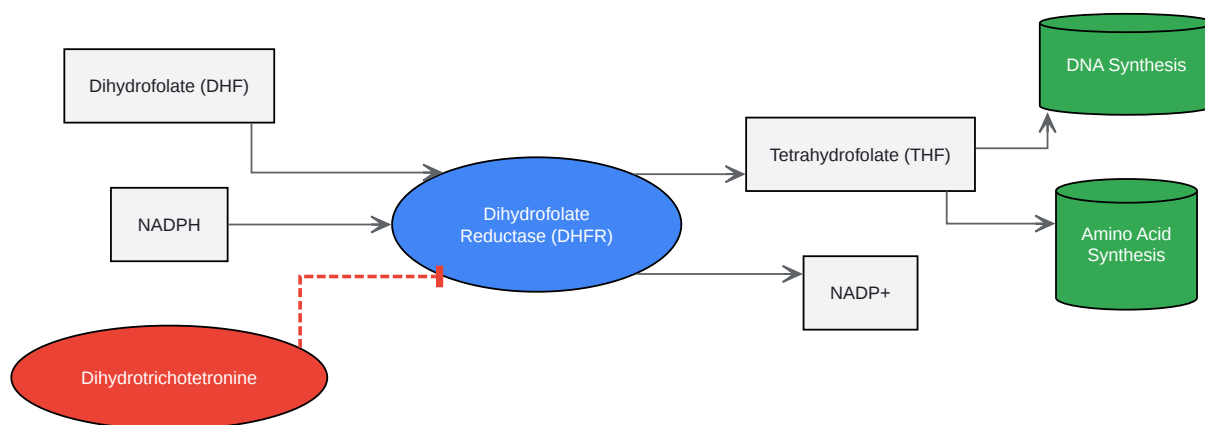 Dihydrofolate (DHF)
DNA Synthesis
Tetrahydrofolate (THF)
NADPH
Dihydrofolate
Reductase (DHFR)
Amino Acid
Synthesis
NADP+
Dihydrotrichotetronine